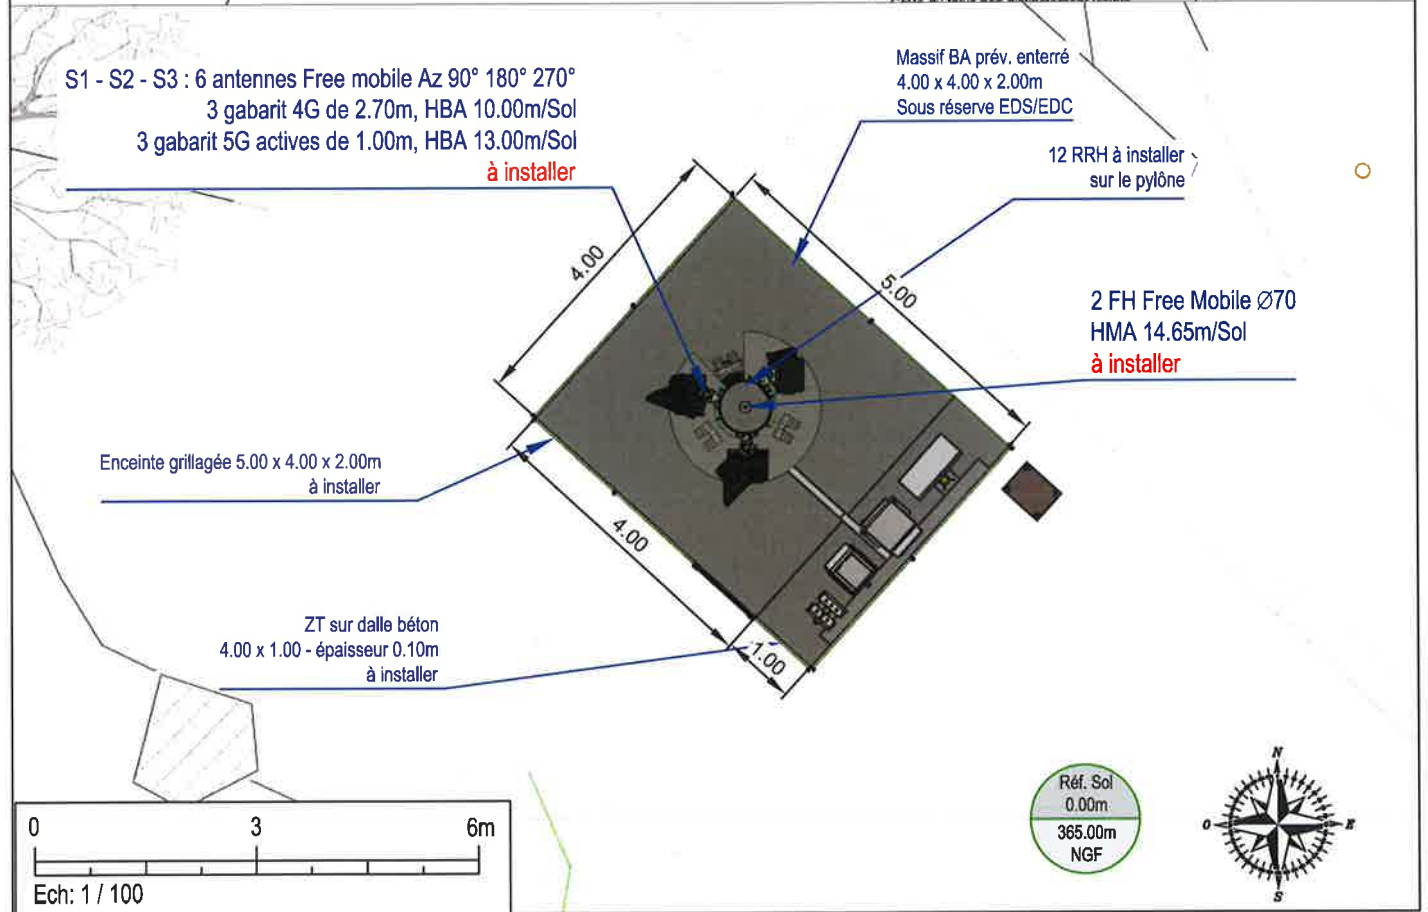 S1 - S2 - S3 : 6 antennes Free mobile Az 90° 180° 270°
3 gabarit 4G de 2.70m, HBA 10.00m/Sol
3 gabarit 5G actives de 1.00m, HBA 13.00m/Sol
à installer
Massif BA prév. enterré
4.00 x 4.00 x 2.00m
Sous réserve EDS/EDC
12 RRH à installer
sur le pylône
4.00
5.00
2 FH Free Mobile Ø70
HMA 14.65m/Sol
à installer
Enceinte grillagée 5.00 x 4.00 x 2.00m
à installer
4.00
ZT sur dalle béton
4.00 x 1.00 - épaisseur 0.10m
à installer
1.00
Réf. Sol
0.00m
365.00m
NGF
N
O
E
S
0 3 6m
Ech: 1 / 100